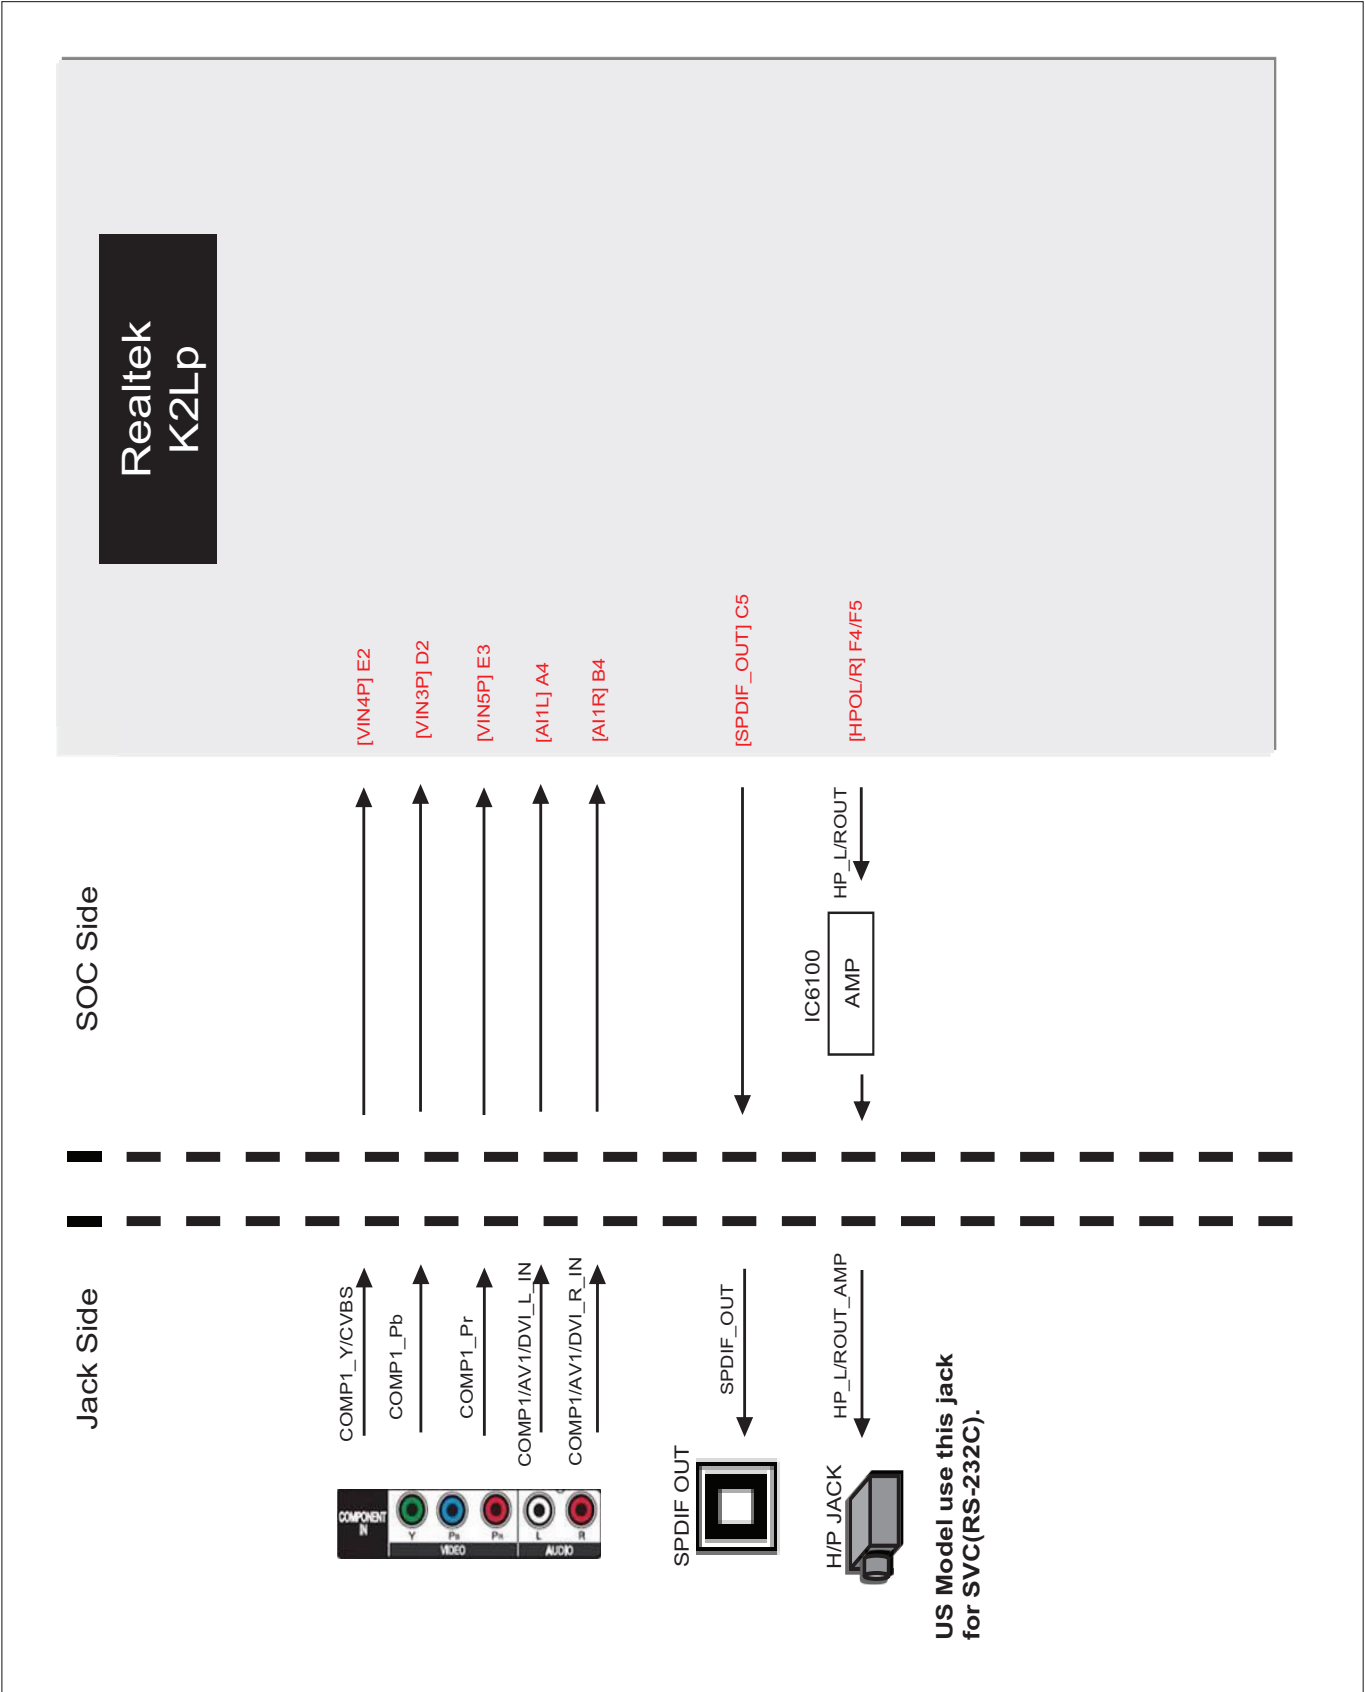 Realtek
K2Lp
SOC Side
Jack Side
COMP1_Y/CVBS
[VIN4P] E2
COMP1_Pb
[VIN3P] D2
COMP1_Pr
[VIN5P] E3
COMP1/AV1/DVI_L_IN
[AI1L] A4
COMP1/AV1/DVI_R_IN
[AI1R] B4
COMPONENT
IN
Y
PB
PR
L
R
VIDEO
AUDIO
SPDIF OUT
SPDIF_OUT
[SPDIF_OUT] C5
H/P JACK
HP_L/ROUT_AMP
IC6100
AMP
HP_L/ROUT
[HPOL/R] F4/F5
US Model use this jack
for SVC(RS-232C).